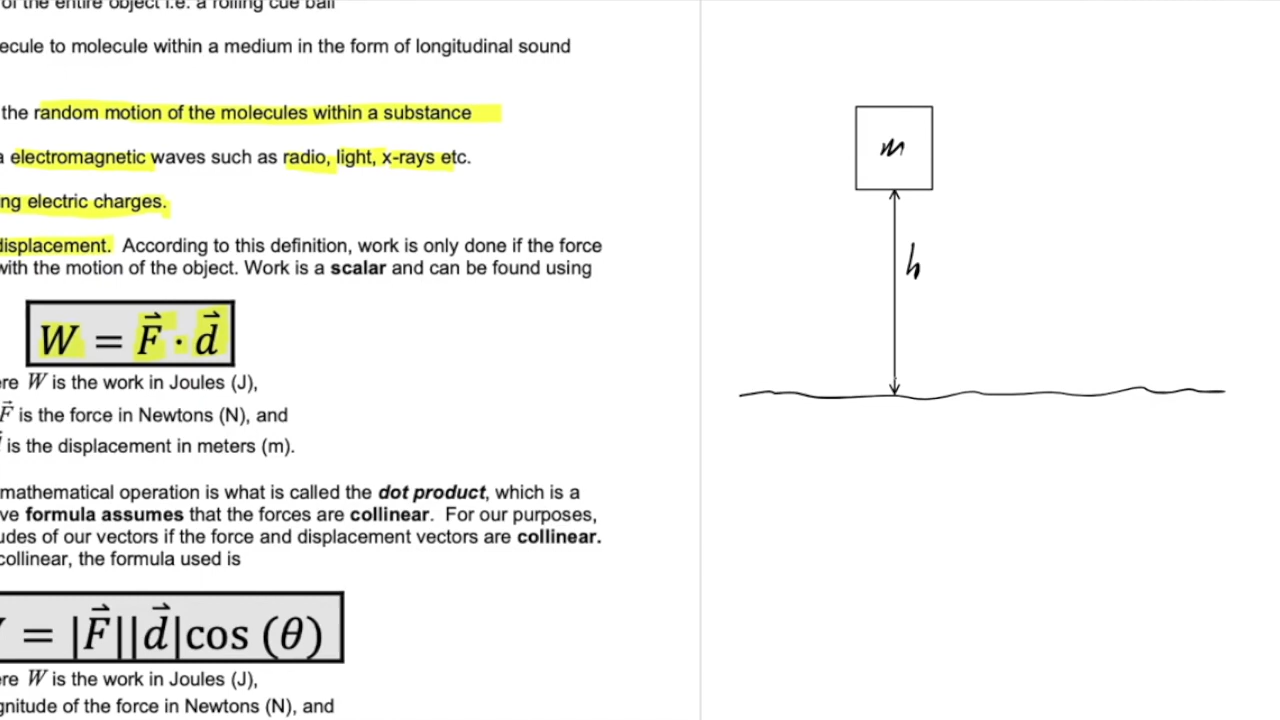 of the entire object i.e. a rolling cue ball
ecule to molecule within a medium in the form of longitudinal sound
the random motion of the molecules within a substance
a electromagnetic waves such as radio, light, x-rays etc.
ng electric charges.
displacement. According to this definition, work is only done if the force
with the motion of the object. Work is a scalar and can be found using
W = F⃗ · d⃗
ere W is the work in Joules (J),
F⃗ is the force in Newtons (N), and
is the displacement in meters (m).
mathematical operation is what is called the dot product, which is a
ve formula assumes that the forces are collinear. For our purposes,
udes of our vectors if the force and displacement vectors are collinear.
collinear, the formula used is
= |F⃗||d⃗|cos (θ)
ere W is the work in Joules (J),
gnitude of the force in Newtons (N), and
m
h